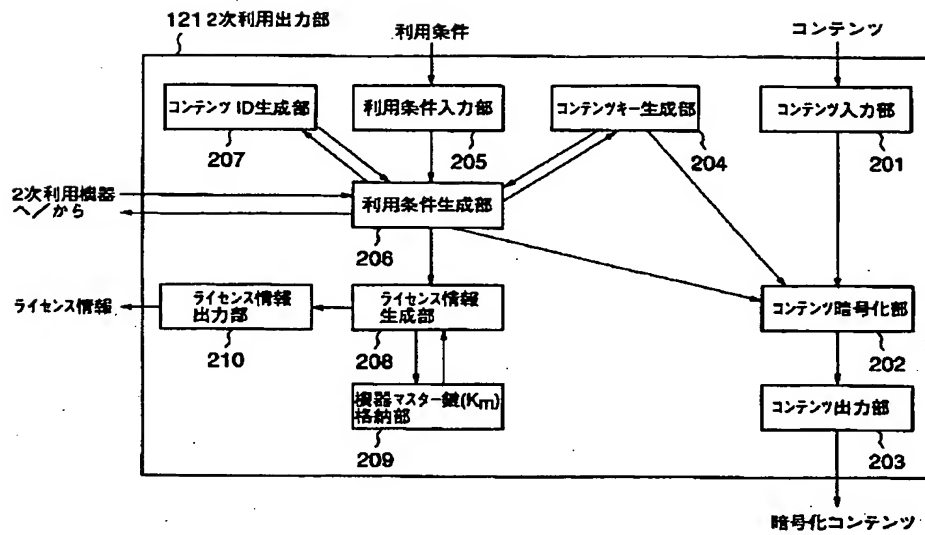 121 2次利用出力部
利用条件
コンテンツ
コンテンツID生成部
利用条件入力部
コンテンツキー生成部
コンテンツ入力部
207
205
204
201
2次利用機器
へ/から
利用条件生成部
206
ライセンス情報
ライセンス情報
出力部
ライセンス情報
生成部
コンテンツ暗号化部
210
208
202
機器マスター鍵(Km)
格納部
コンテンツ出力部
209
203
暗号化コンテンツ